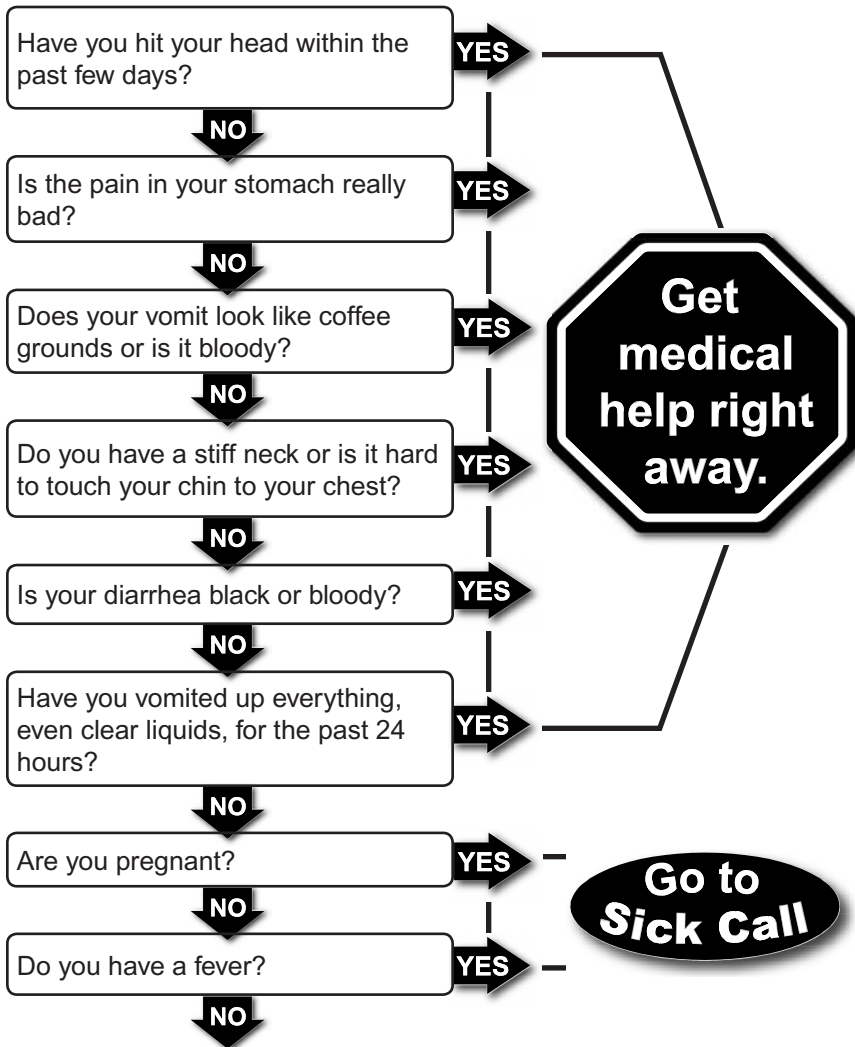 Have you hit your head within the
past few days?
YES
NO
Is the pain in your stomach really
bad?
YES
NO
Does your vomit look like coffee
grounds or is it bloody?
YES
NO
Do you have a stiff neck or is it hard
to touch your chin to your chest?
YES
NO
Is your diarrhea black or bloody?
YES
NO
Have you vomited up everything,
even clear liquids, for the past 24
hours?
YES
Get
medical
help right
away.
NO
Are you pregnant?
YES
NO
Do you have a fever?
YES
Go to
Sick Call
NO